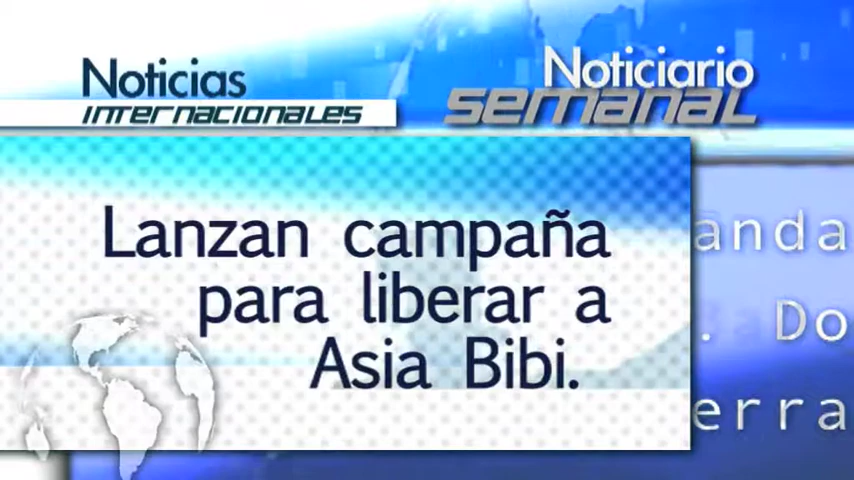 Noticias
internacionales
Noticiario
semanal
Lanzan campaña
para liberar a
Asia Bibi.
anda
. Do
erra